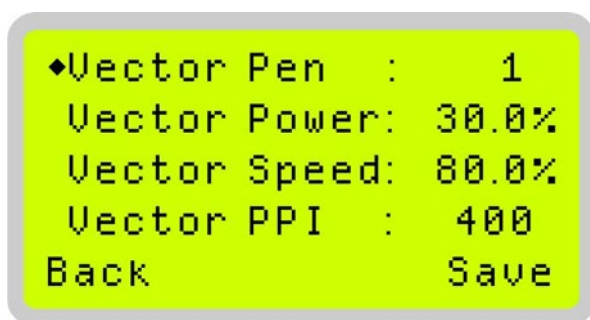 ◆Vector Pen : 1
Vector Power: 30.0%
Vector Speed: 80.0%
Vector PPI : 400
Back Save